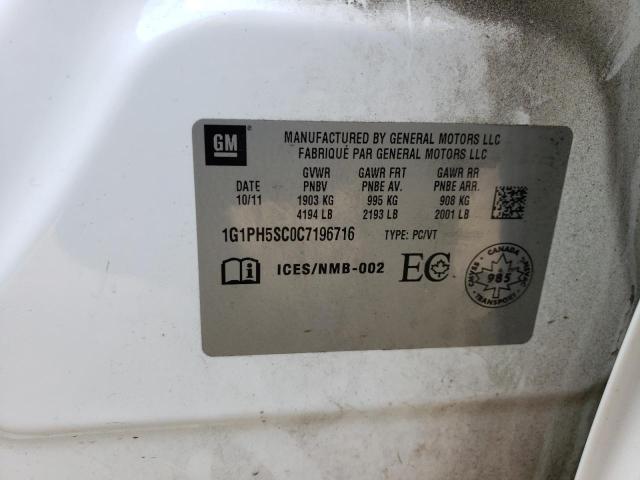 GM ®
MANUFACTURED BY GENERAL MOTORS LLC
FABRIQUÉ PAR GENERAL MOTORS LLC
GVWR GAWR FRT GAWR RR
DATE PNBV PNBE AV. PNBE ARR.
10/11 1903 KG 995 KG 908 KG
4194 LB 2193 LB 2001 LB
1G1PH5SC0C7196716 TYPE: PC/VT
i ICES/NMB-002 EC
CANADA
985
TRANSPORT